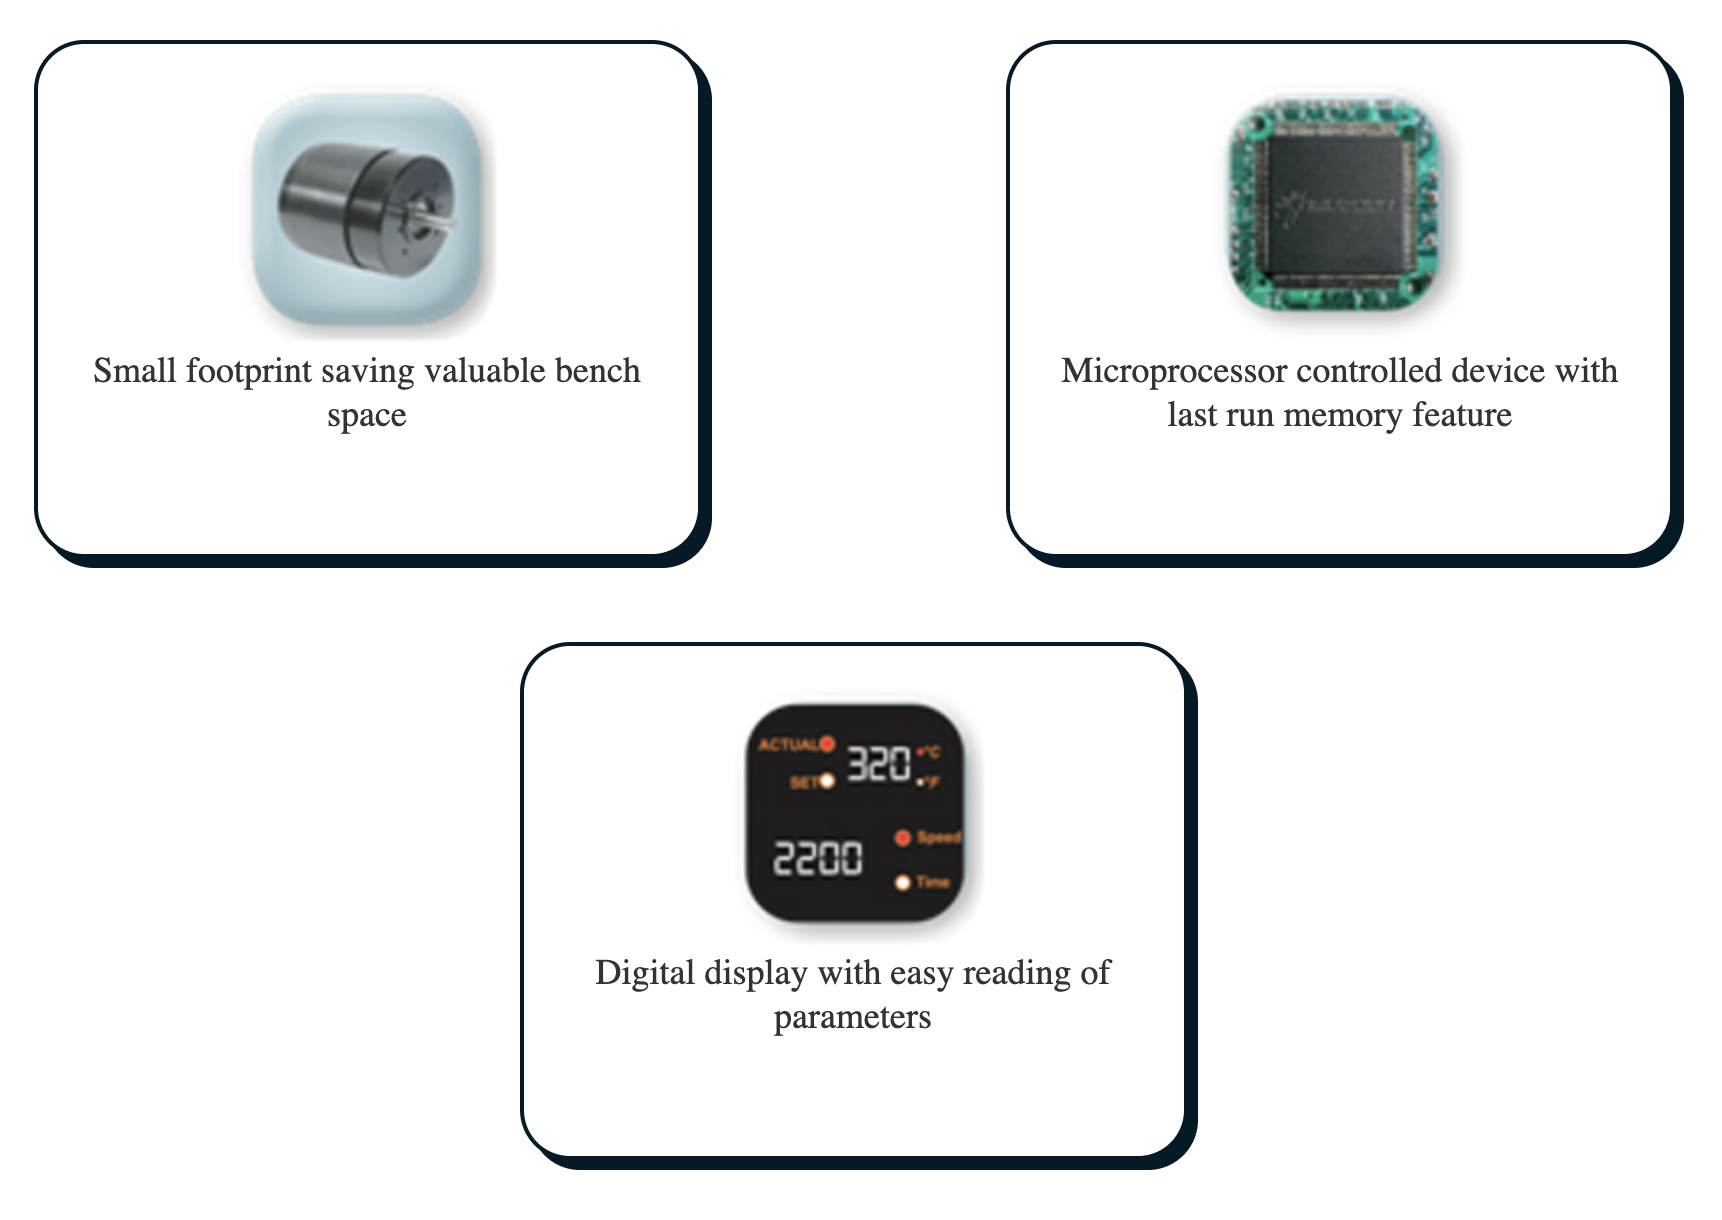 Small footprint saving valuable bench
space
Microprocessor controlled device with
last run memory feature
ACTUAL 320 °C
SET °F
2200 Speed
Time
Digital display with easy reading of
parameters